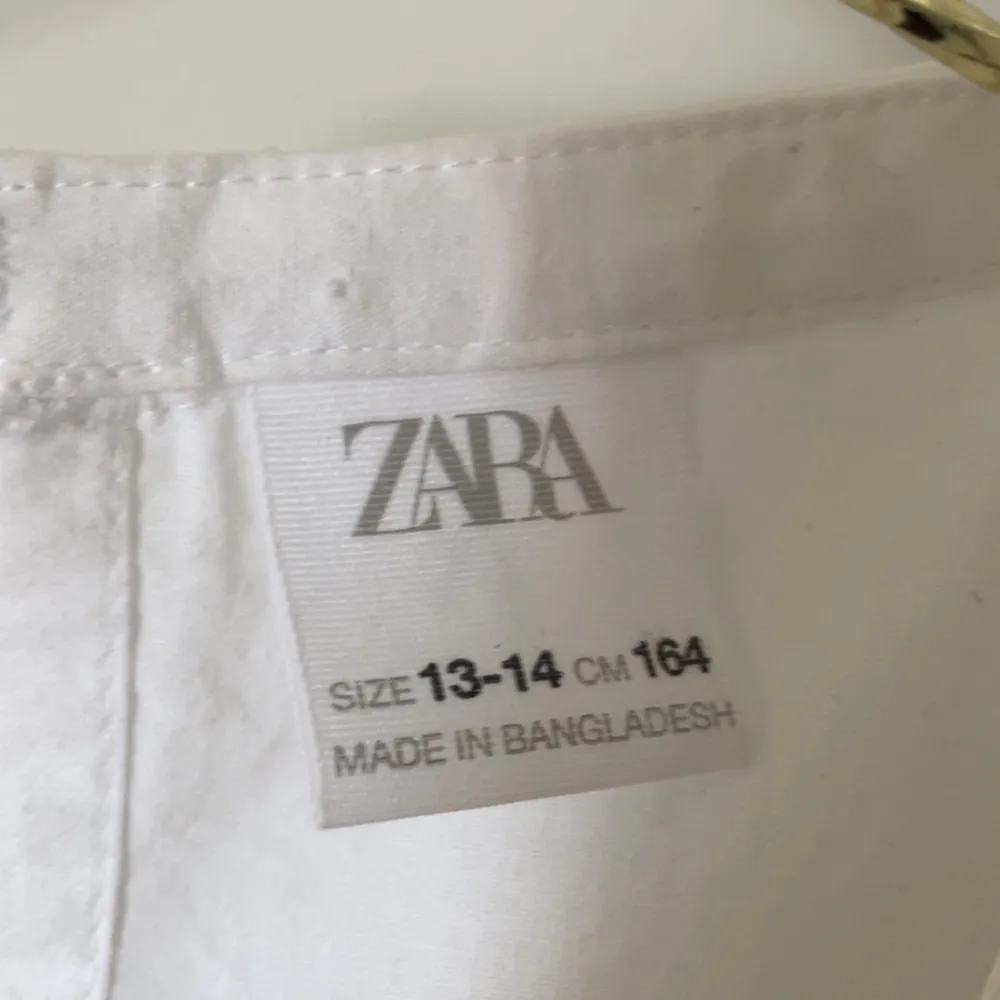 ZARA
SIZE 13-14 CM 164
MADE IN BANGLADESH